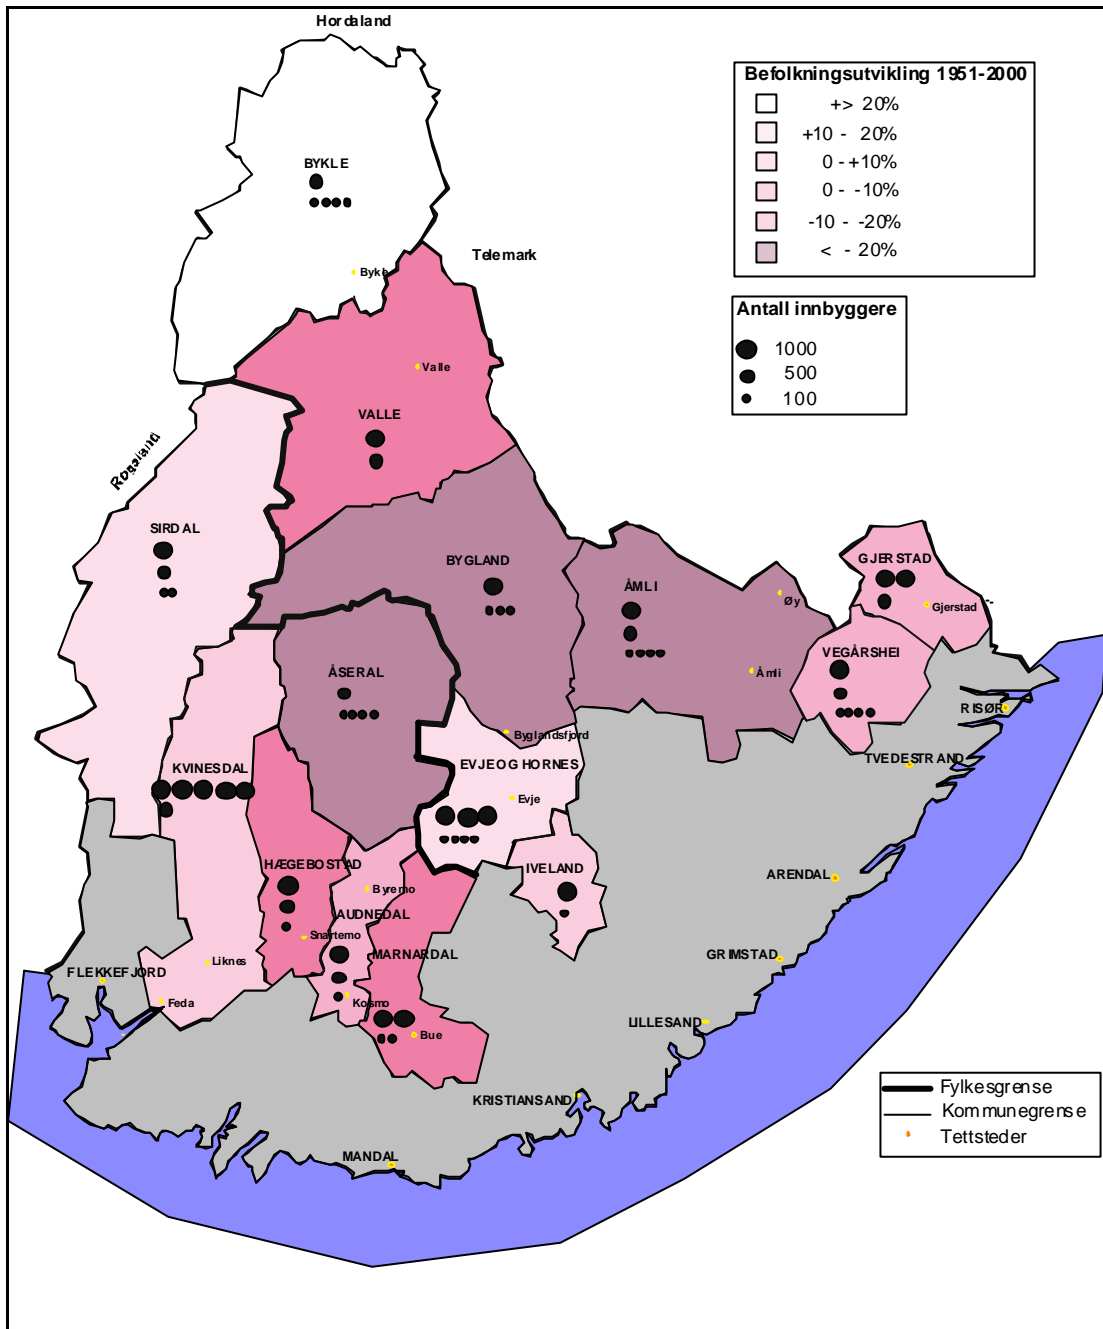 Hordaland
Befolkningsutvikling 1951-2000
+> 20%
+10 - 20%
0 - +10%
0 - -10%
-10 - -20%
< - 20%
BYKLE
Telemark
Bykle
Antall innbyggere
1000
500
100
Valle
VALLE
Rogaland
SIRDAL
BYGLAND
ÅMLI
GJERSTAD
Øy
Gjerstad
ÅSERAL
Åmli
VEGÅRSHEI
RISØR
Byglandsfjord
TVEDESTRAND
KVINESDAL
EVJE OG HORNES
Evje
HÆGEBOSTAD
IVELAND
ARENDAL
Byremo
AUDNEDAL
Snartemo
MARNARDAL
GRIMSTAD
FLEKKEFJORD
Liknes
Feda
Kosmo
LILLESAND
Bue
Fylkesgrense
KRISTIANSAND
Kommunegrense
Tettsteder
MANDAL